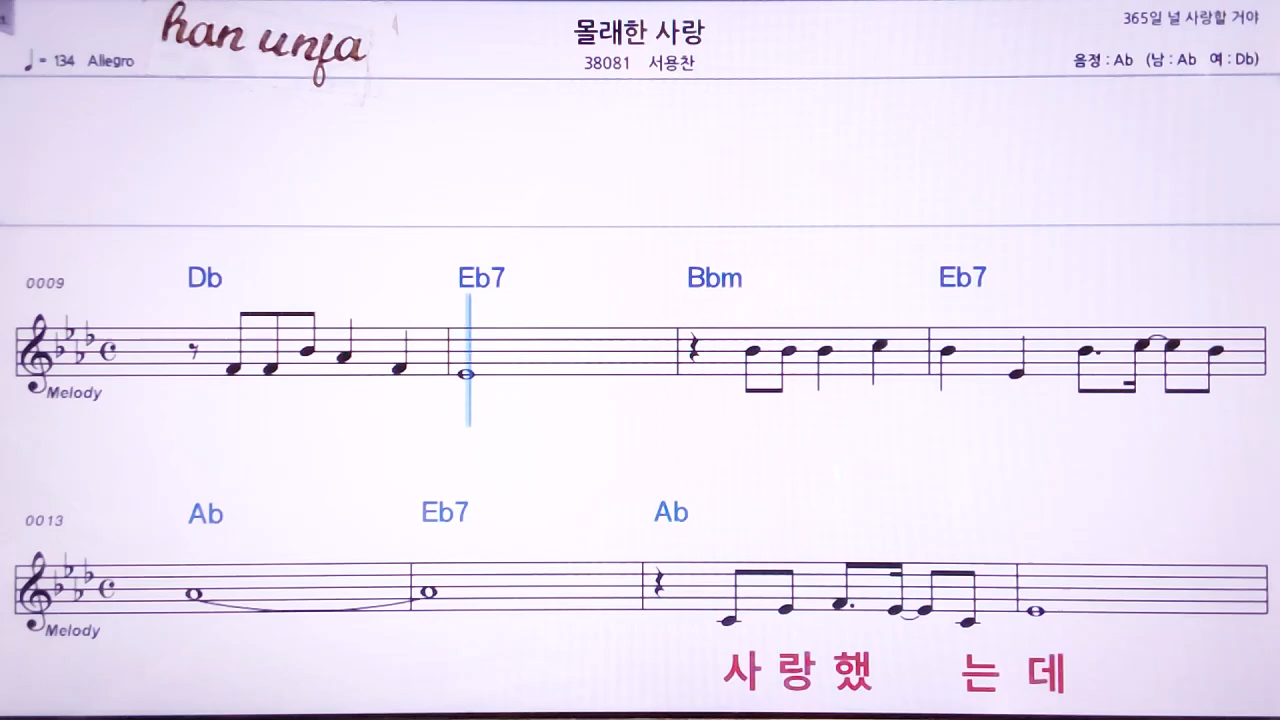 han unja
몰래한 사랑
365일 널 사랑할 거야
♩= 134 Allegro
38081 서용찬
음정 : Ab (남 : Ab 여 : Db)
0009 Db Eb7 Bbm Eb7
Melody
0013 Ab Eb7 Ab
Melody
사 랑 했 는 데